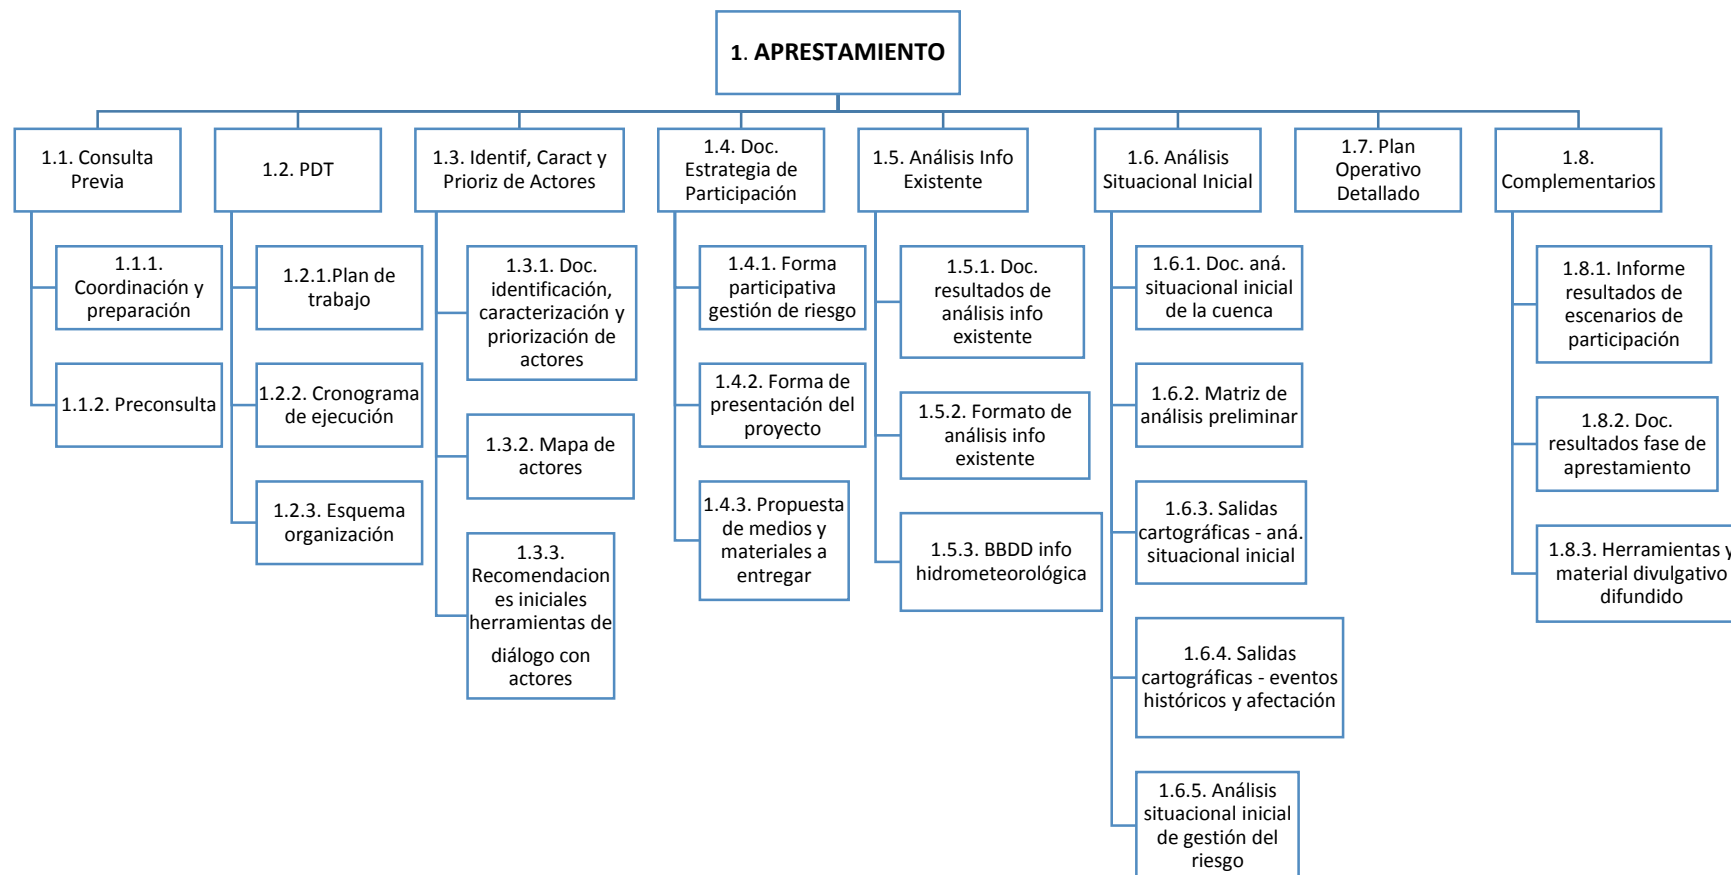 1. APRESTAMIENTO
1.1. Consulta
Previa
1.1.1.
Coordinación y
preparación
1.1.2. Preconsulta
1.2. PDT
1.2.1.Plan de
trabajo
1.2.2. Cronograma
de ejecución
1.2.3. Esquema
organización
1.3. Identif, Caract y
Prioriz de Actores
1.3.1. Doc.
identificación,
caracterización y
priorización de
actores
1.3.2. Mapa de
actores
1.3.3.
Recomendacion
es iniciales
herramientas de
diálogo con
actores
1.4. Doc.
Estrategia de
Participación
1.4.1. Forma
participativa
gestión de riesgo
1.4.2. Forma de
presentación del
proyecto
1.4.3. Propuesta
de medios y
materiales a
entregar
1.5. Análisis Info
Existente
1.5.1. Doc.
resultados de
análisis info
existente
1.5.2. Formato de
análisis info
existente
1.5.3. BBDD info
hidrometeorológica
1.6. Análisis
Situacional Inicial
1.6.1. Doc. aná.
situacional inicial
de la cuenca
1.6.2. Matriz de
análisis preliminar
1.6.3. Salidas
cartográficas - aná.
situacional inicial
1.6.4. Salidas
cartográficas - eventos
históricos y afectación
1.6.5. Análisis
situacional inicial
de gestión del
riesgo
1.7. Plan
Operativo
Detallado
1.8.
Complementarios
1.8.1. Informe
resultados de
escenarios de
participación
1.8.2. Doc.
resultados fase de
aprestamiento
1.8.3. Herramientas y
material divulgativo
difundido